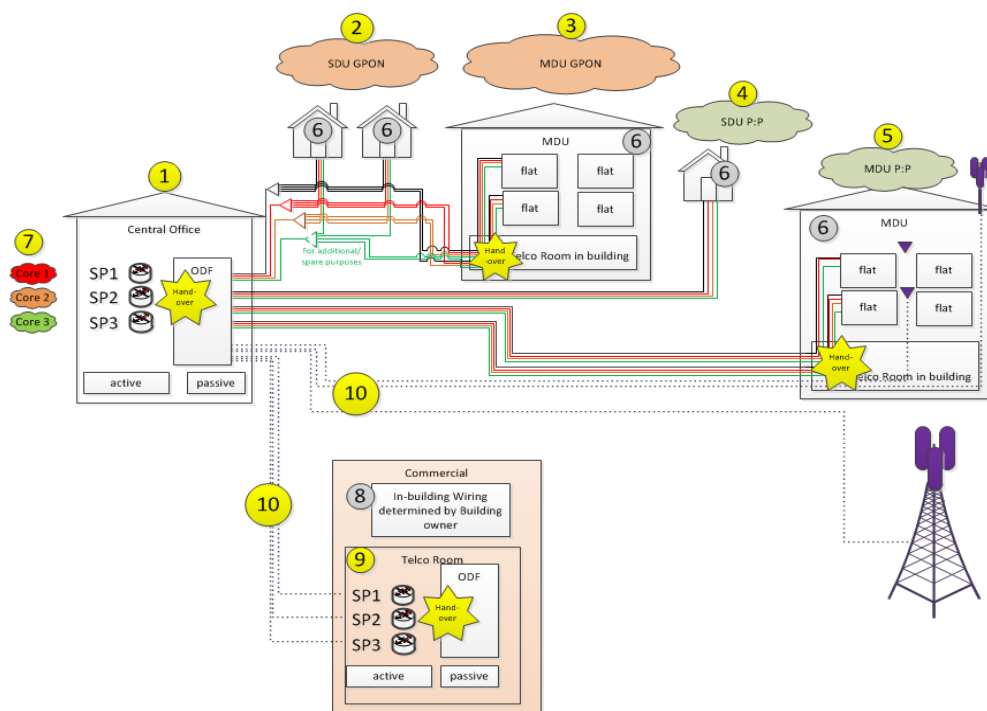 2
SDU GPON
3
MDU GPON
4
SDU P:P
5
MDU P:P
6
6
MDU
6
flat
flat
flat
flat
Hand-
over
Telco Room in building
6
1
Central Office
7
Core 1
Core 2
Core 3
SP1
SP2
SP3
ODF
Hand-
over
active
passive
For additional/
spare purposes
6
MDU
flat
flat
flat
flat
Hand-
over
Telco Room in building
10
10
Commercial
8
In-building Wiring
determined by Building
owner
9
Telco Room
ODF
SP1
SP2
SP3
Hand-
over
active
passive